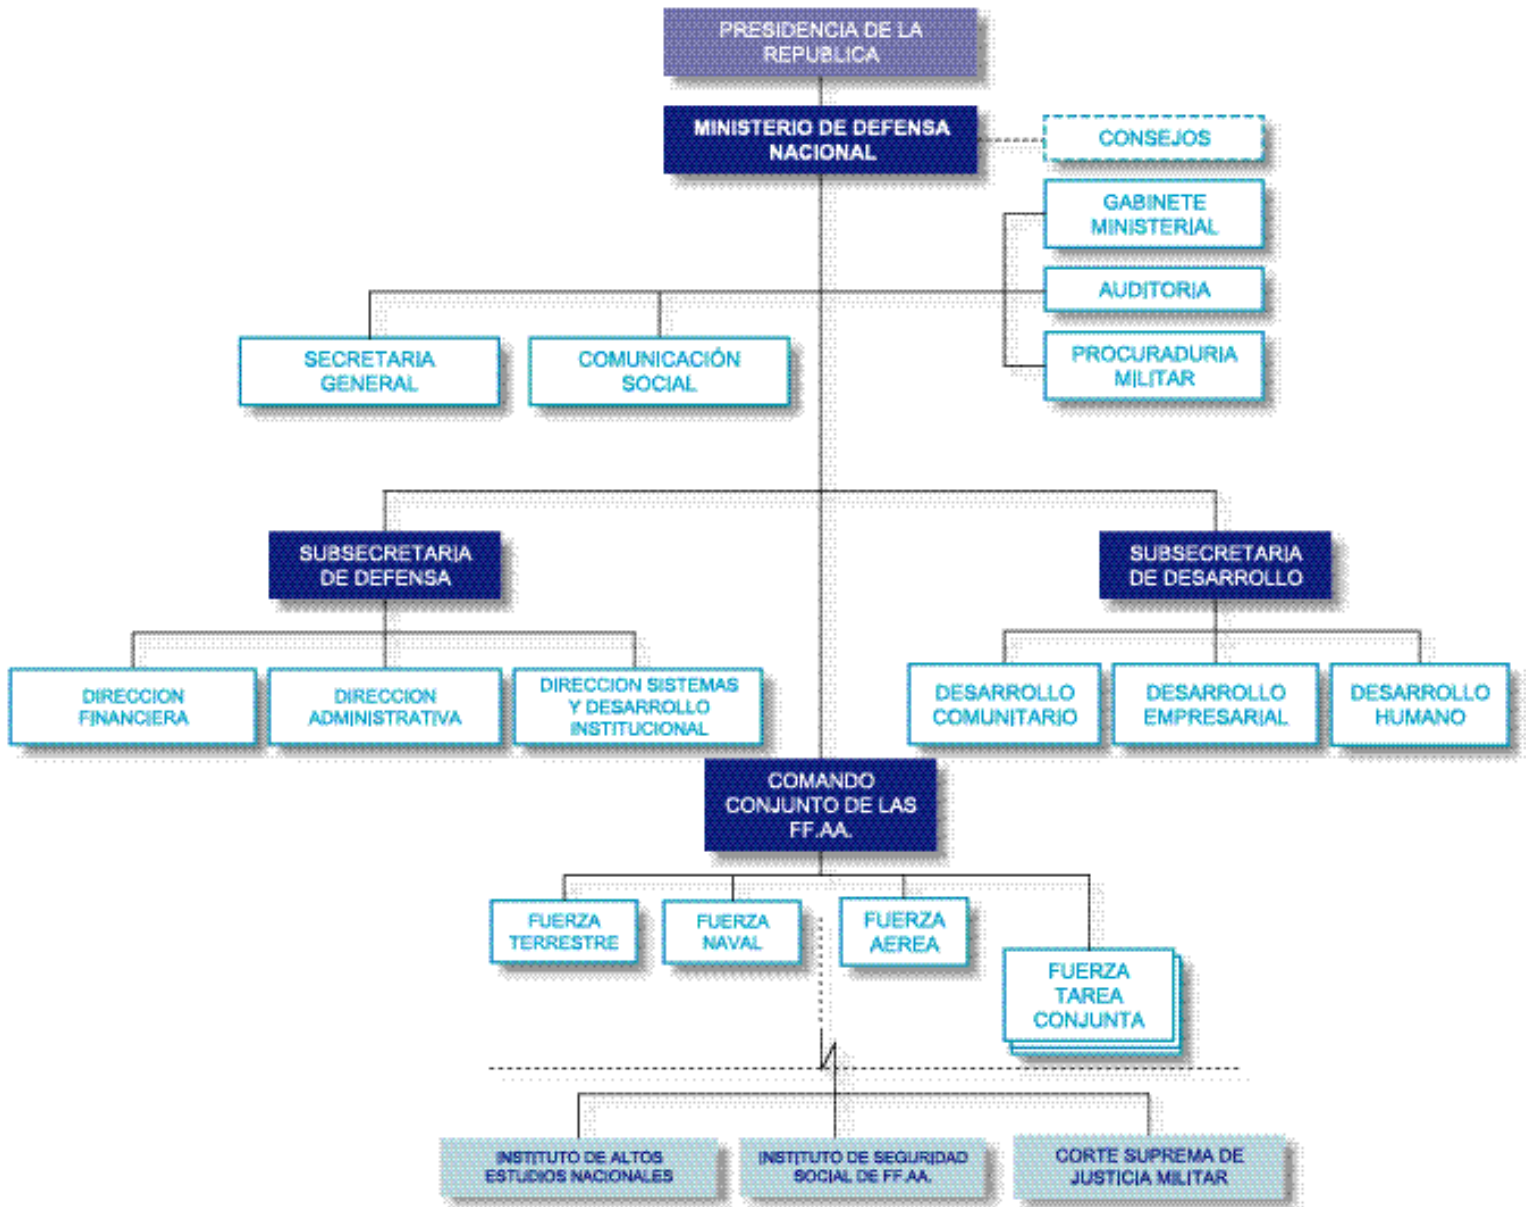 PRESIDENCIA DE LA
REPUBLICA
MINISTERIO DE DEFENSA
NACIONAL
CONSEJOS
GABINETE
MINISTERIAL
AUDITORIA
PROCURADURIA
MILITAR
SECRETARIA
GENERAL
COMUNICACIÓN
SOCIAL
SUBSECRETARIA
DE DEFENSA
SUBSECRETARIA
DE DESARROLLO
DIRECCION
FINANCIERA
DIRECCION
ADMINISTRATIVA
DIRECCION SISTEMAS
Y DESARROLLO
INSTITUCIONAL
DESARROLLO
COMUNITARIO
DESARROLLO
EMPRESARIAL
DESARROLLO
HUMANO
COMANDO
CONJUNTO DE LAS
FF.AA.
FUERZA
TERRESTRE
FUERZA
NAVAL
FUERZA
AEREA
FUERZA
TAREA
CONJUNTA
INSTITUTO DE ALTOS
ESTUDIOS NACIONALES
INSTITUTO DE SEGURIDAD
SOCIAL DE FF.AA.
CORTE SUPREMA DE
JUSTICIA MILITAR